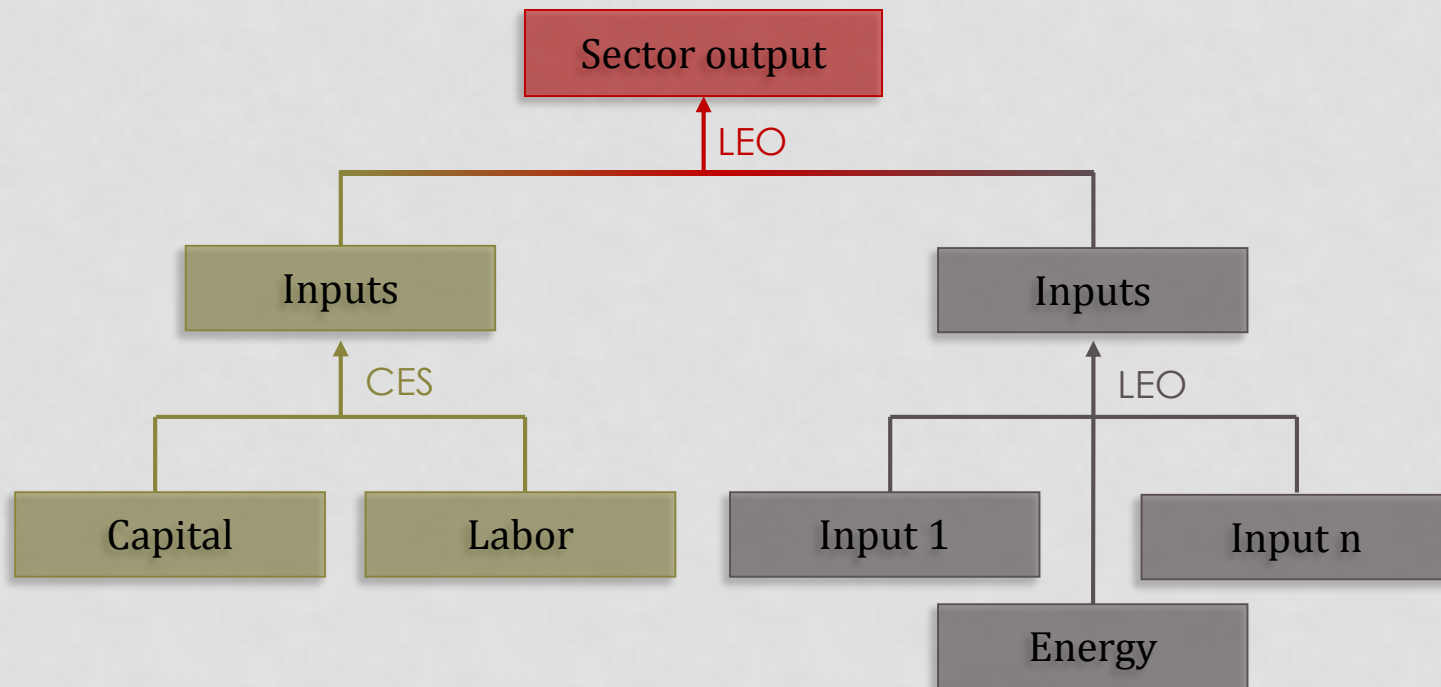 Sector output
LEO
Inputs
Inputs
CES
LEO
Capital
Labor
Input 1
Input n
Energy